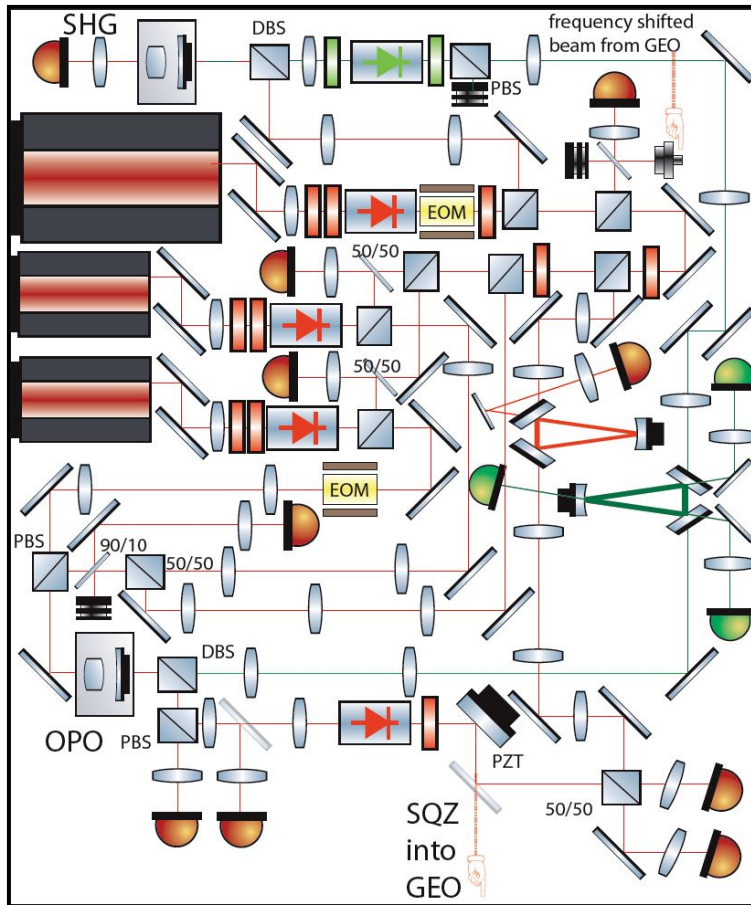 SHG
DBS
frequency shifted
beam from GEO
PBS
EOM
50/50
50/50
EOM
PBS
90/10
50/50
DBS
OPO
PBS
PZT
50/50
SQZ
into
GEO